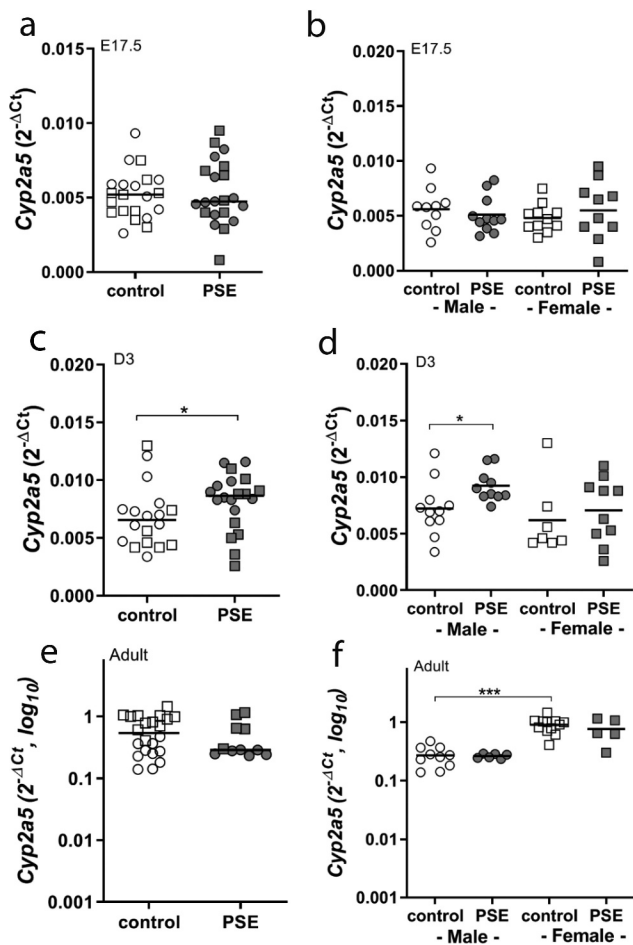 a
E17.5
Cyp2a5 (2-ΔCt)
0.015
0.010
0.005
0.000
control PSE
b
E17.5
Cyp2a5 (2-ΔCt)
0.020
0.015
0.010
0.005
0.000
control PSE control PSE
- Male - - Female -
c
D3
Cyp2a5 (2-ΔCt)
0.020
0.015
0.010
0.005
0.000
*
control PSE
d
D3
Cyp2a5 (2-ΔCt)
0.020
0.015
0.010
0.005
0.000
*
control PSE control PSE
- Male - - Female -
e
Adult
Cyp2a5 (2-ΔCt, log10)
1
0.1
0.01
0.001
control PSE
f
Adult
Cyp2a5 (2-ΔCt, log10)
1
0.1
0.01
0.001
***
control PSE control PSE
- Male - - Female -